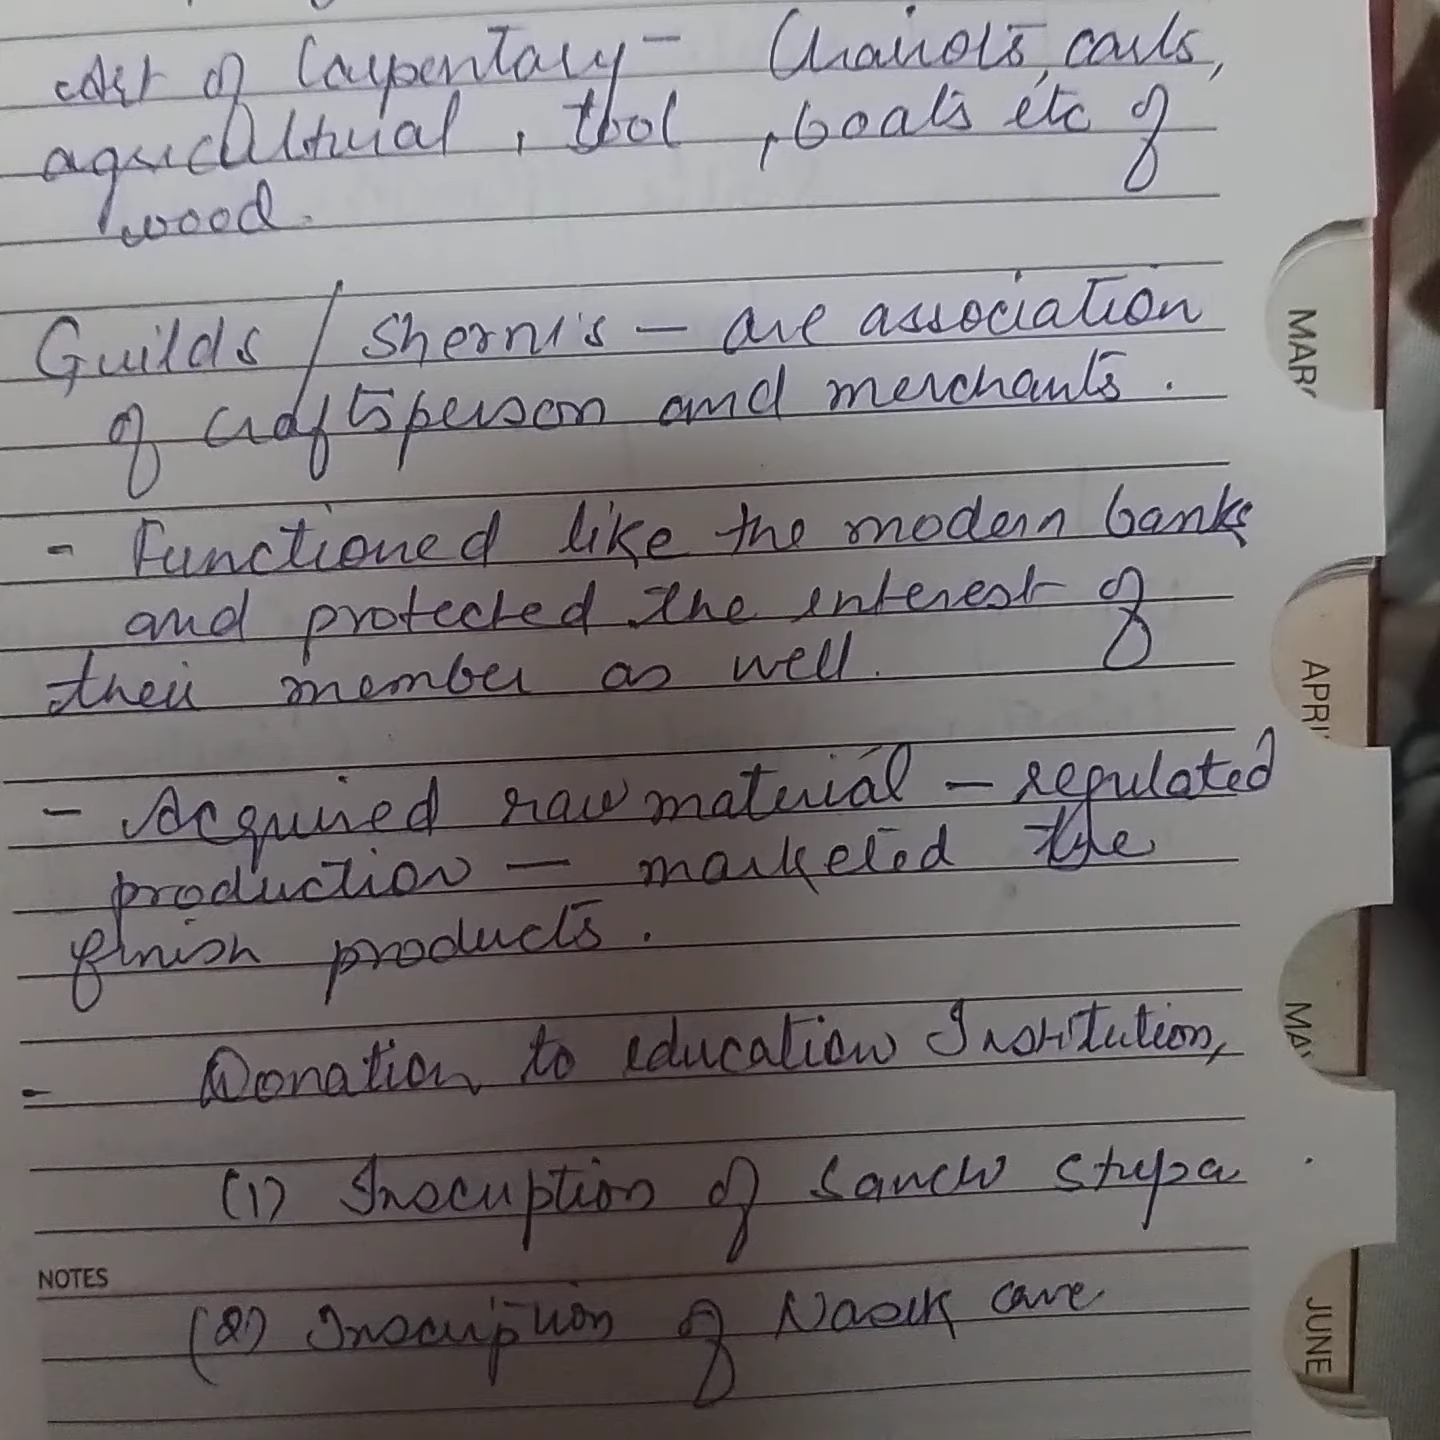 Art of Carpentary - Chariots, carts,
agricultural, tool, boats etc of
wood.
Guilds / Shernis - are association
of craftsperson and merchants.
- Functioned like the modern banks
and protected the interest of
their member as well.
- Acquired raw material - regulated
production - marketed the
finish products.
- Donation to education Institution,
(1) Inscription of Sanchi Stupa
NOTES
(2) Inscription of Nasik cave
MAR
APRI
MA
JUNE